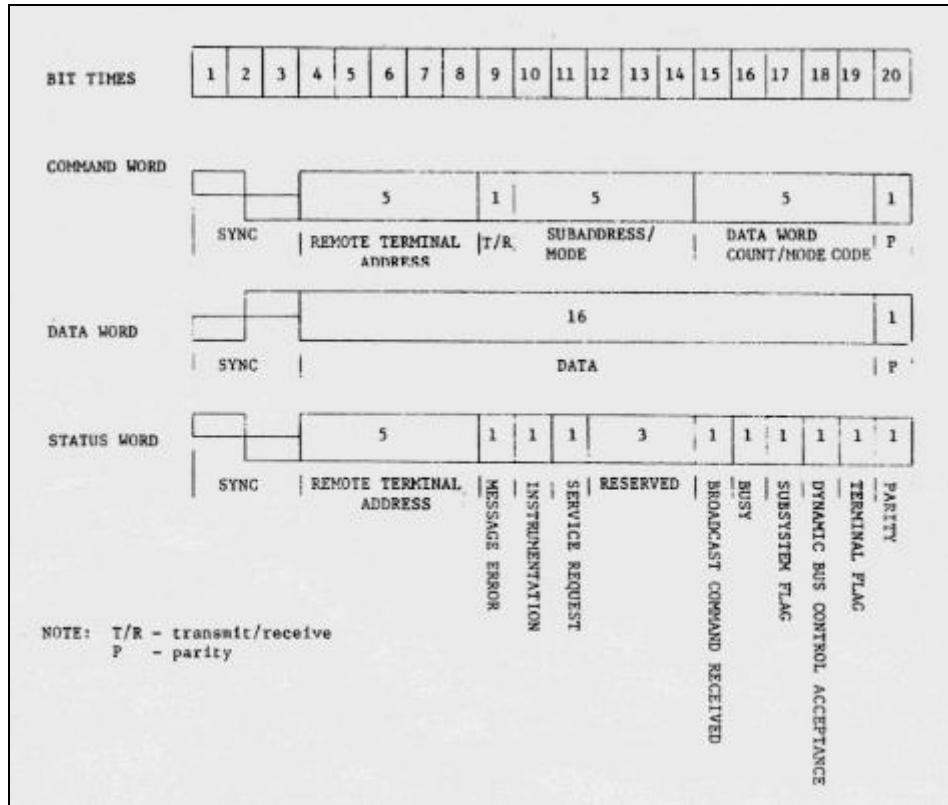 BIT TIMES 1 2 3 4 5 6 7 8 9 10 11 12 13 14 15 16 17 18 19 20
COMMAND WORD
5 1 5 5 1
SYNC REMOTE TERMINAL T/R SUBADDRESS/ DATA WORD P
ADDRESS MODE COUNT/MODE CODE
DATA WORD
16 1
SYNC DATA P
STATUS WORD
5 1 1 1 3 1 1 1 1 1 1
SYNC REMOTE TERMINAL
ADDRESS
MESSAGE ERROR
INSTRUMENTATION
SERVICE REQUEST
RESERVED
BROADCAST COMMAND RECEIVED
BUSY
SUBSYSTEM FLAG
DYNAMIC BUS CONTROL ACCEPTANCE
TERMINAL FLAG
PARITY
NOTE: T/R - transmit/receive
P - parity